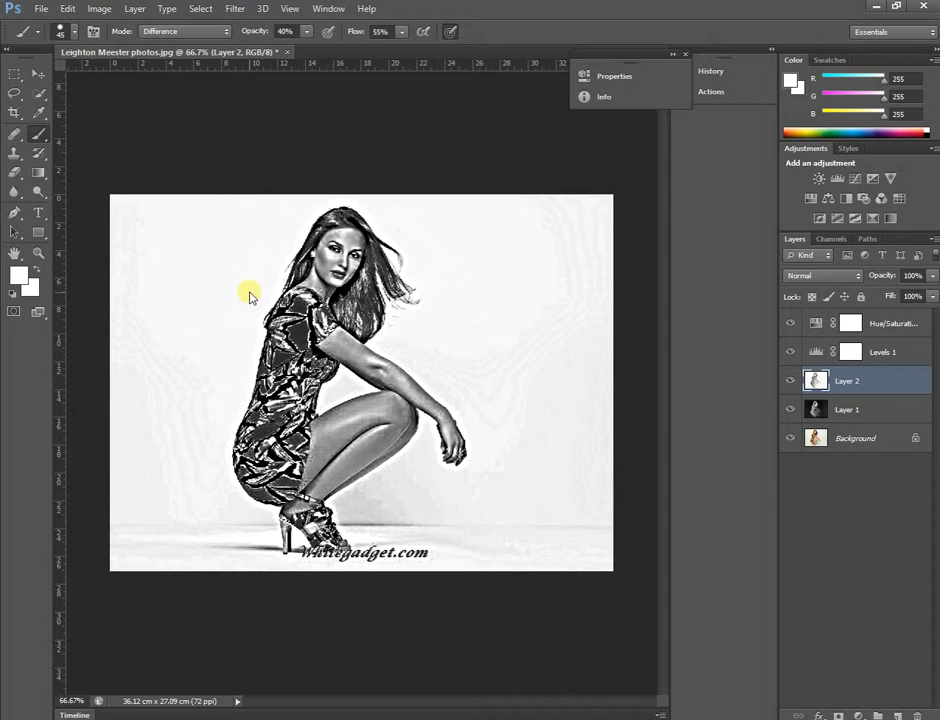 Ps File Edit Image Layer Type Select Filter 3D View Window Help
45 Mode: Difference Opacity: 40% Flow: 55% Essentials
Leighton Meester photos.jpg @ 66.7% (Layer 2, RGB/8) * ×
Properties
Info
History
Actions
Color Swatches
R 255
G 255
B 255
Adjustments Styles
Add an adjustment
Layers Channels Paths
Kind
Normal Opacity: 100%
Lock: Fill: 100%
Hue/Saturati...
Levels 1
Layer 2
Layer 1
Background
Whitegadget.com
66.67% 36.12 cm x 27.09 cm (72 ppi)
Timeline